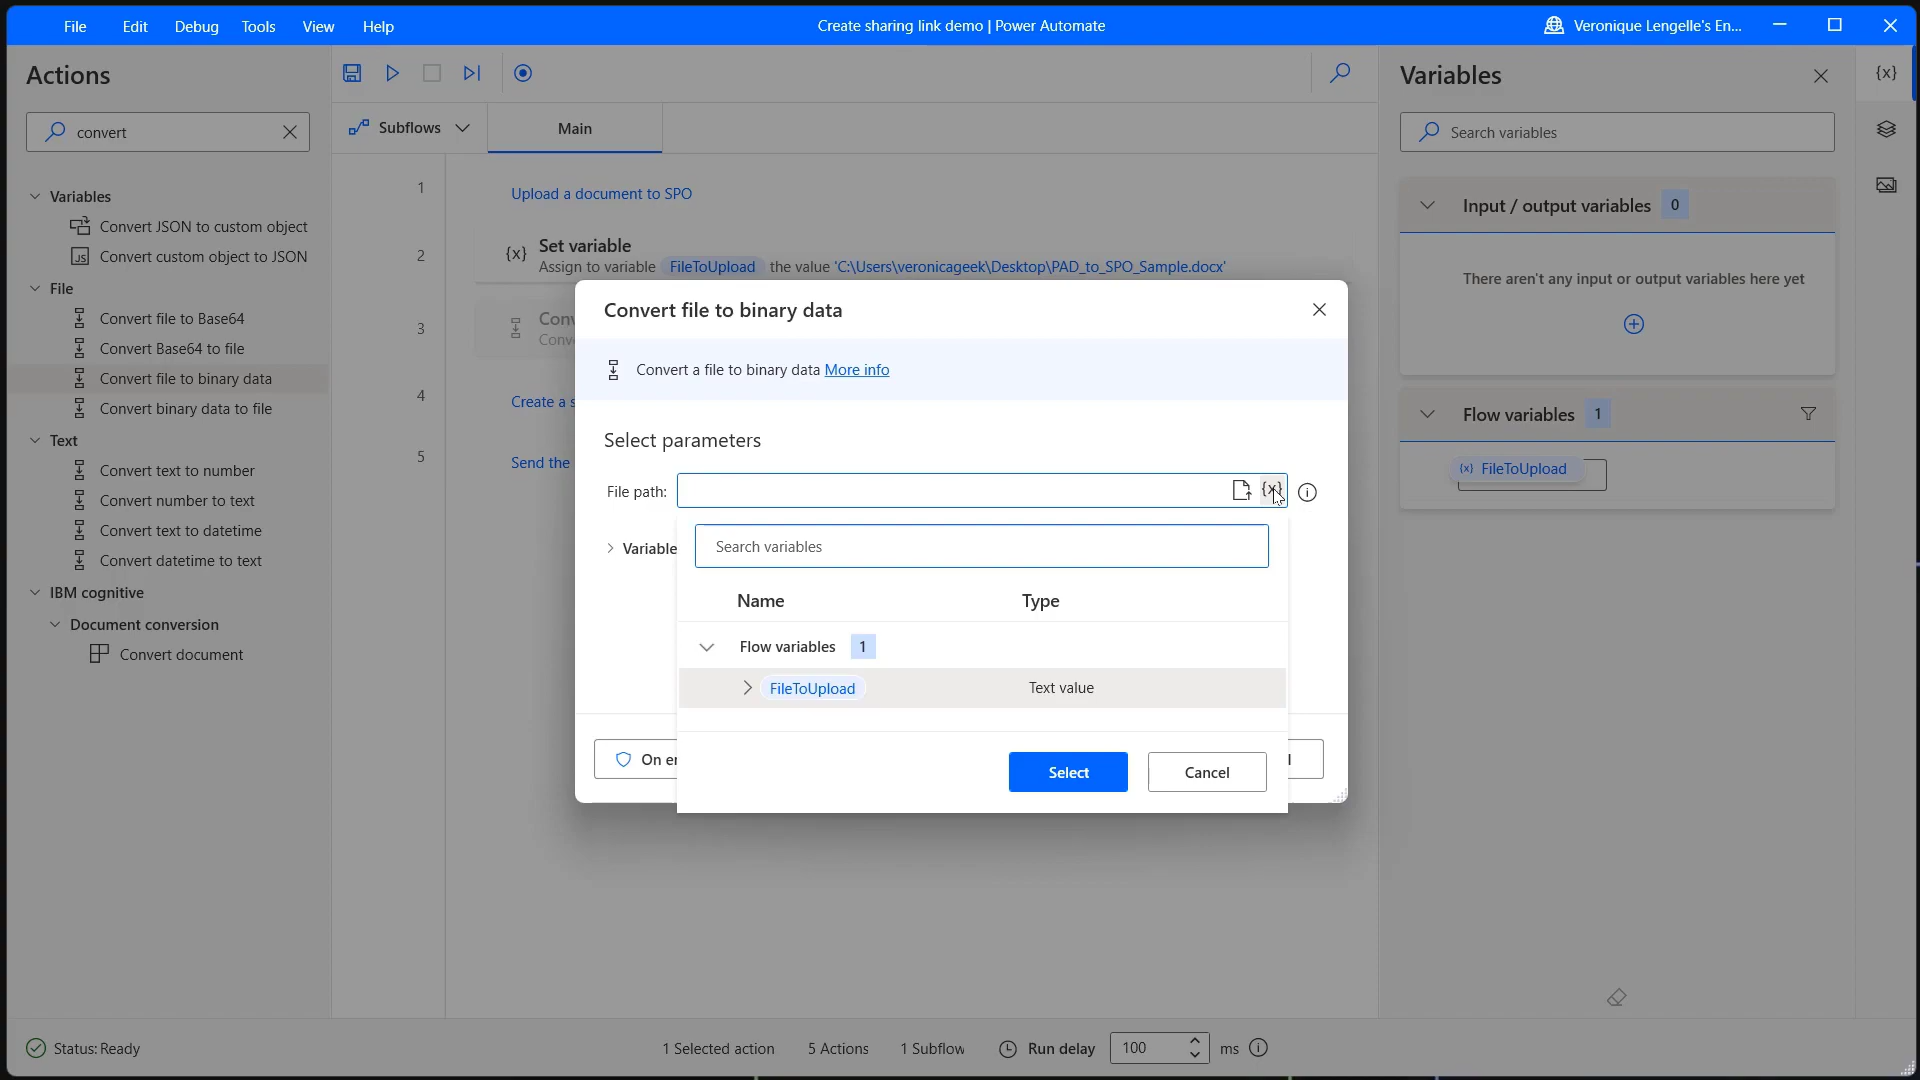 File Edit Debug Tools View Help
Create sharing link demo | Power Automate
Veronique Lengelle's En...
Actions
convert
Variables
Convert JSON to custom object
JS Convert custom object to JSON
File
Convert file to Base64
Convert Base64 to file
Convert file to binary data
Convert binary data to file
Text
Convert text to number
Convert number to text
Convert text to datetime
Convert datetime to text
IBM cognitive
Document conversion
Convert document
Subflows Main
1 Upload a document to SPO
2 {x} Set variable
Assign to variable FileToUpload the value 'C:\Users\veronicageek\Desktop\PAD_to_SPO_Sample.docx'
3 Conv
Conve
4 Create a s
5 Send the
Convert file to binary data
Convert a file to binary data More info
Select parameters
File path: {x}
Variable
Search variables
Name Type
Flow variables 1
FileToUpload Text value
On er
Select Cancel
l
Variables
{x}
Search variables
Input / output variables 0
There aren't any input or output variables here yet
Flow variables 1
{x} FileToUpload
Status: Ready 1 Selected action 5 Actions 1 Subflow Run delay 100 ms